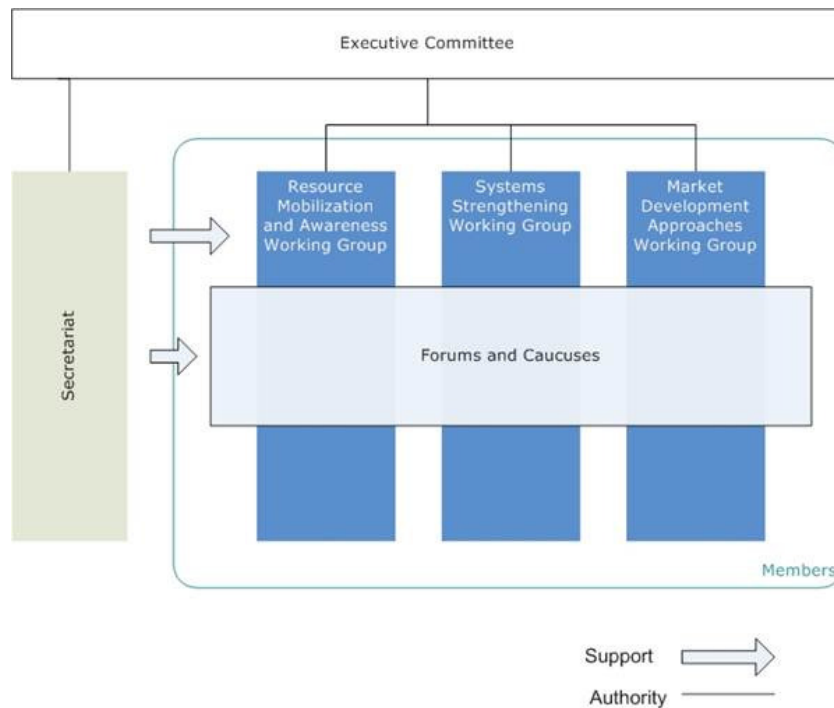 Executive Committee
Resource
Mobilization
and Awareness
Working Group
Systems
Strengthening
Working Group
Market
Development
Approaches
Working Group
Secretariat
Forums and Caucuses
Members
Support
Authority